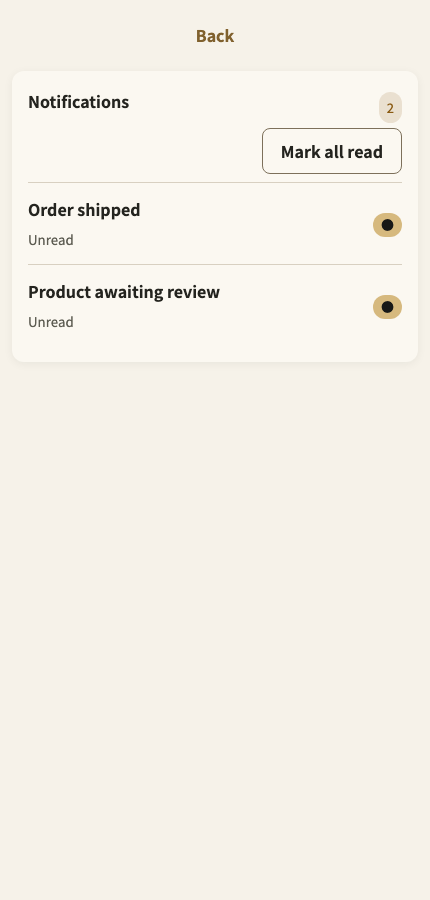 Back
Notifications
2
Mark all read
Order shipped
Unread
Product awaiting review
Unread